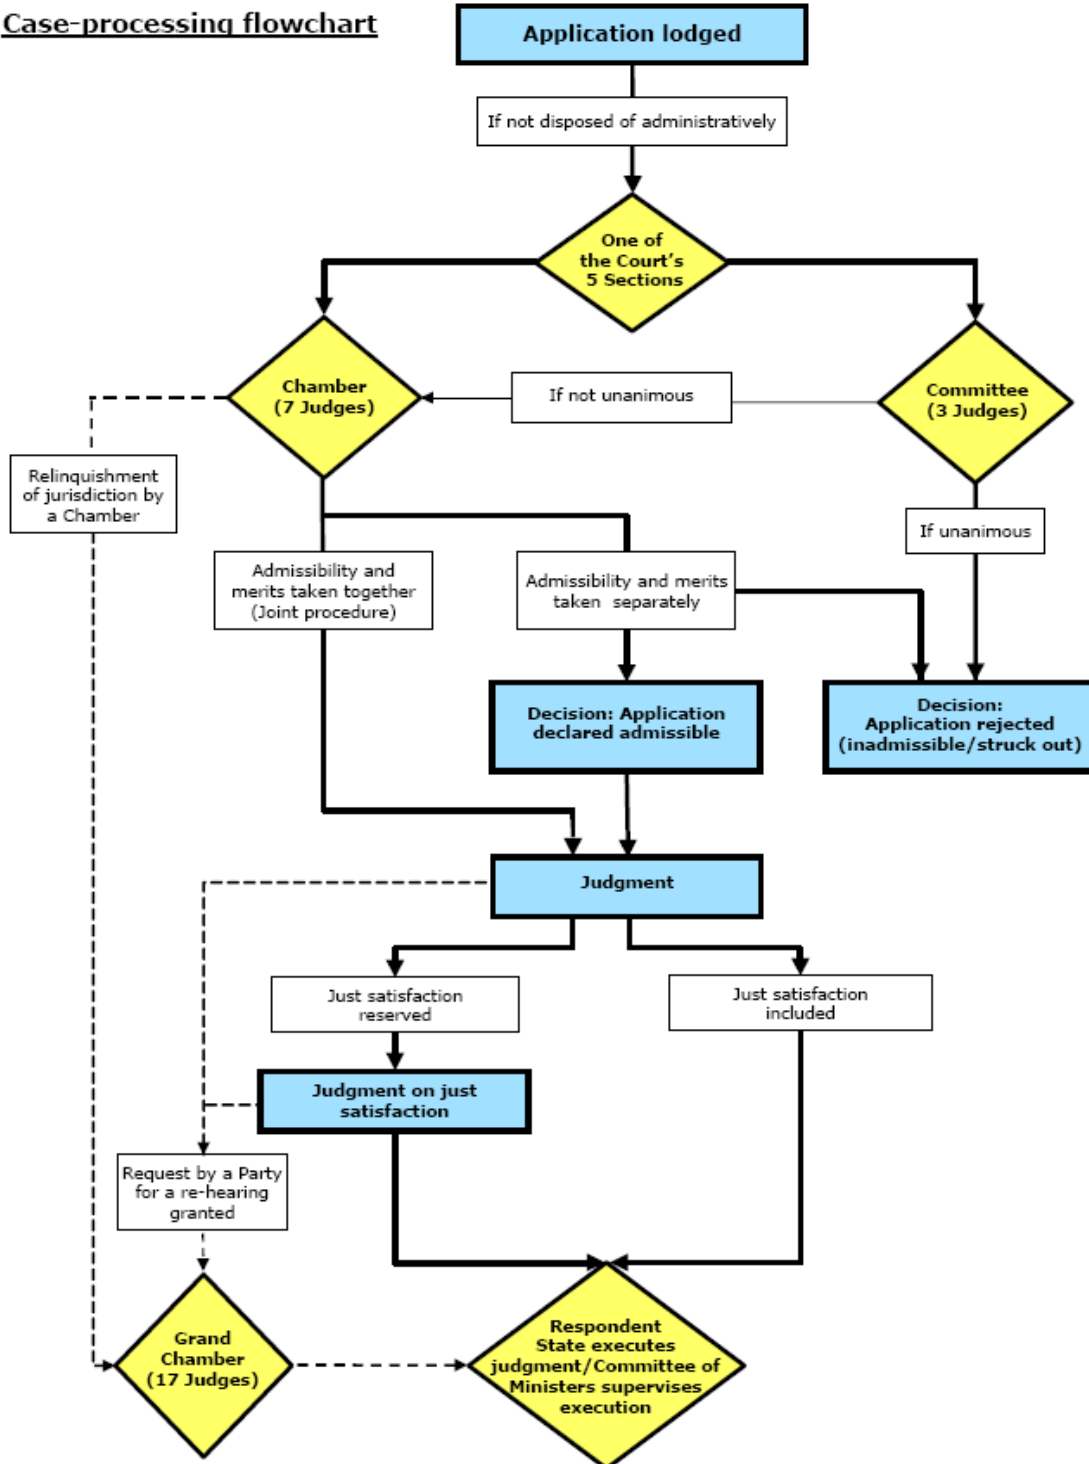 Case-processing flowchart
Application lodged
If not disposed of administratively
One of
the Court's
5 Sections
Chamber
(7 Judges)
If not unanimous
Committee
(3 Judges)
Relinquishment
of jurisdiction by
a Chamber
If unanimous
Admissibility and
merits taken together
(Joint procedure)
Admissibility and merits
taken separately
Decision: Application
declared admissible
Decision:
Application rejected
(inadmissible/struck out)
Judgment
Just satisfaction
reserved
Just satisfaction
included
Judgment on just
satisfaction
Request by a Party
for a re-hearing
granted
Grand
Chamber
(17 Judges)
Respondent
State executes
judgment/Committee of
Ministers supervises
execution